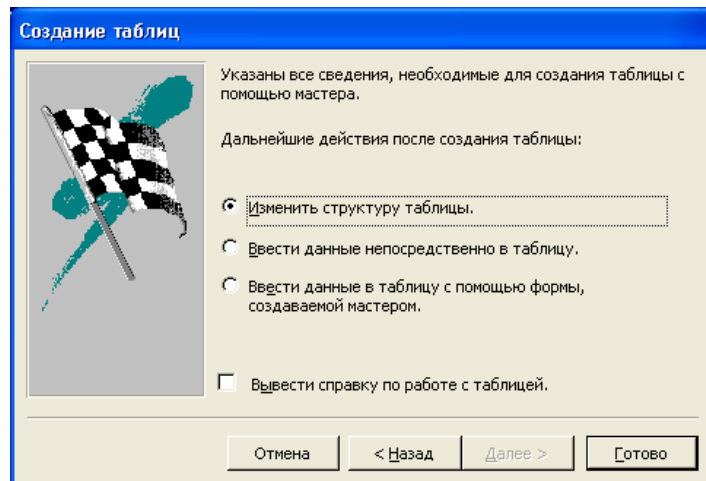 Создание таблиц
Указаны все сведения, необходимые для создания таблицы с
помощью мастера.
Дальнейшие действия после создания таблицы:
Изменить структуру таблицы.
Ввести данные непосредственно в таблицу.
Ввести данные в таблицу с помощью формы,
создаваемой мастером.
Вывести справку по работе с таблицей.
Отмена
< Назад
Далее >
Готово